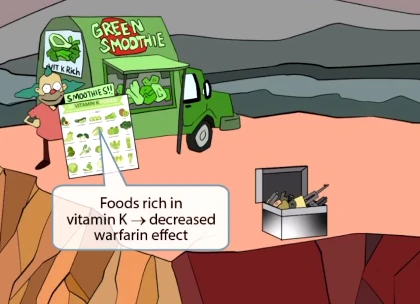 GREEN
SMOOTHIE
VIT K Rich
SMOOTHIES!!
VITAMIN K
Foods rich in
vitamin K → decreased
warfarin effect